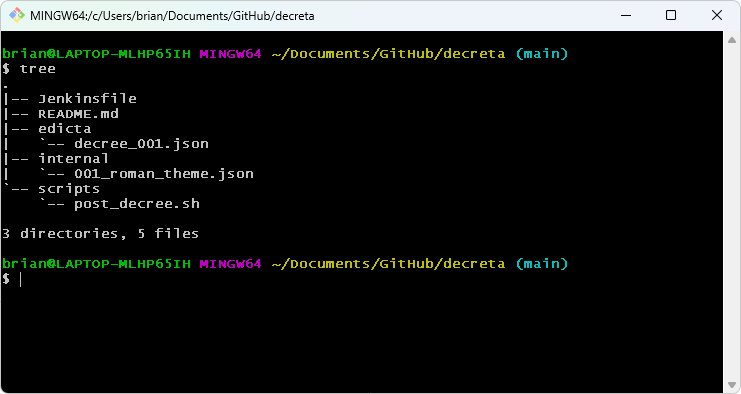 MINGW64:/c/Users/brian/Documents/GitHub/decreta
brian@LAPTOP-MLHP65IH MINGW64 ~/Documents/GitHub/decreta (main)
$ tree
.
|-- Jenkinsfile
|-- README.md
|-- edicta
|   `-- decree_001.json
|-- internal
|   `-- 001_roman_theme.json
`-- scripts
    `-- post_decree.sh

3 directories, 5 files

brian@LAPTOP-MLHP65IH MINGW64 ~/Documents/GitHub/decreta (main)
$